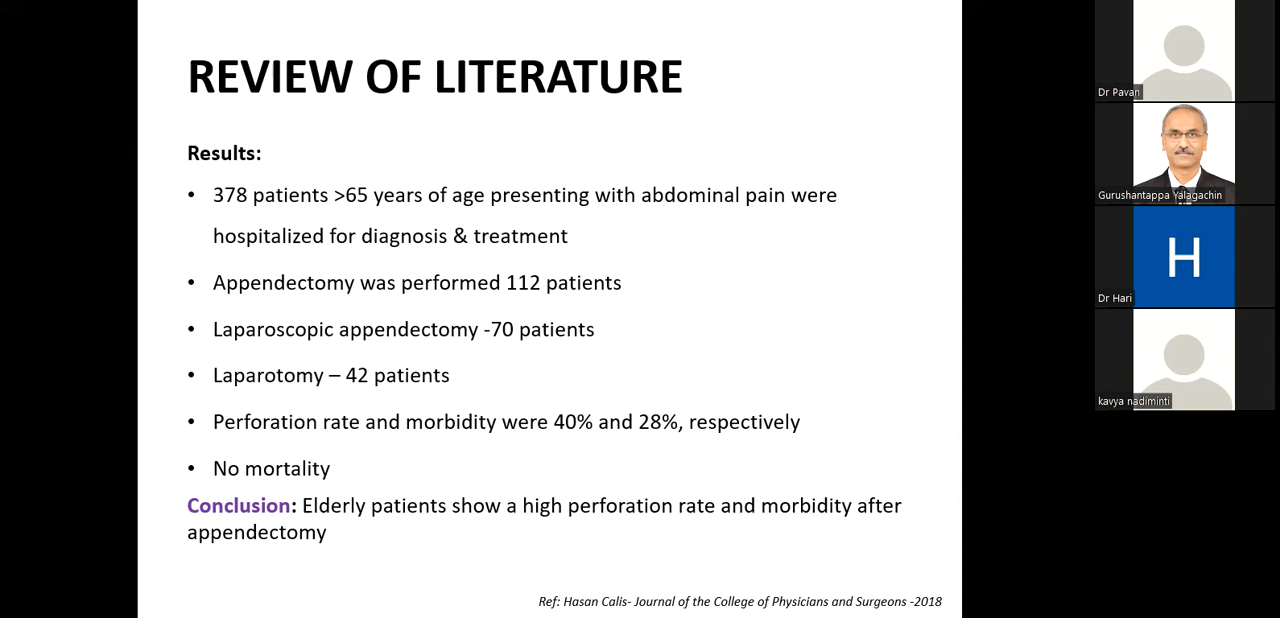 REVIEW OF LITERATURE
Results:
• 378 patients >65 years of age presenting with abdominal pain were
hospitalized for diagnosis & treatment
• Appendectomy was performed 112 patients
• Laparoscopic appendectomy -70 patients
• Laparotomy – 42 patients
• Perforation rate and morbidity were 40% and 28%, respectively
• No mortality
Conclusion: Elderly patients show a high perforation rate and morbidity after
appendectomy
Ref: Hasan Calis- Journal of the College of Physicians and Surgeons -2018
Dr Pavan
Gurushantappa Yalagachin
H
Dr Hari
kavya nadiminti